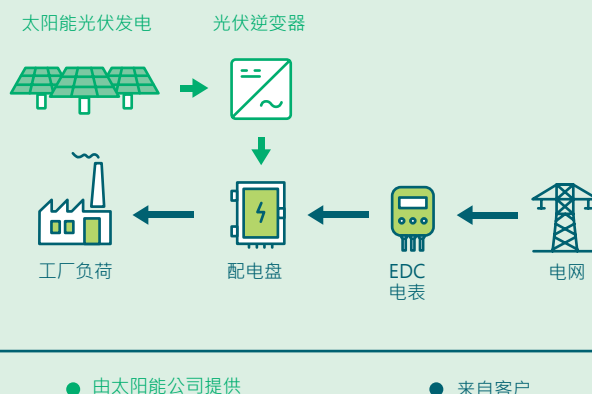 太阳能光伏发电
光伏逆变器
工厂负荷
配电盘
EDC
电表
电网
由太阳能公司提供
来自客户